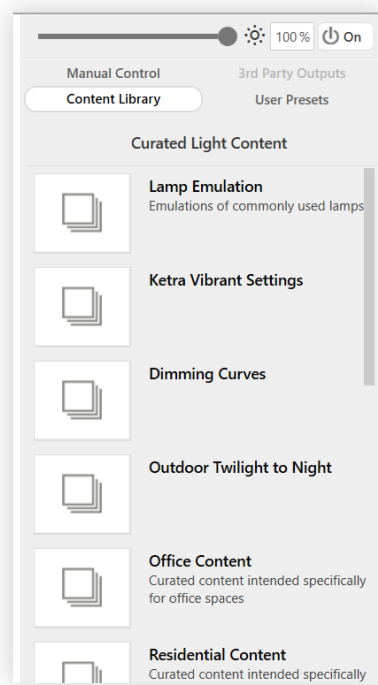 100 %
On
Manual Control
3rd Party Outputs
Content Library
User Presets
Curated Light Content
Lamp Emulation
Emulations of commonly used lamps
Ketra Vibrant Settings
Dimming Curves
Outdoor Twilight to Night
Office Content
Curated content intended specifically
for office spaces
Residential Content
Curated content intended specifically